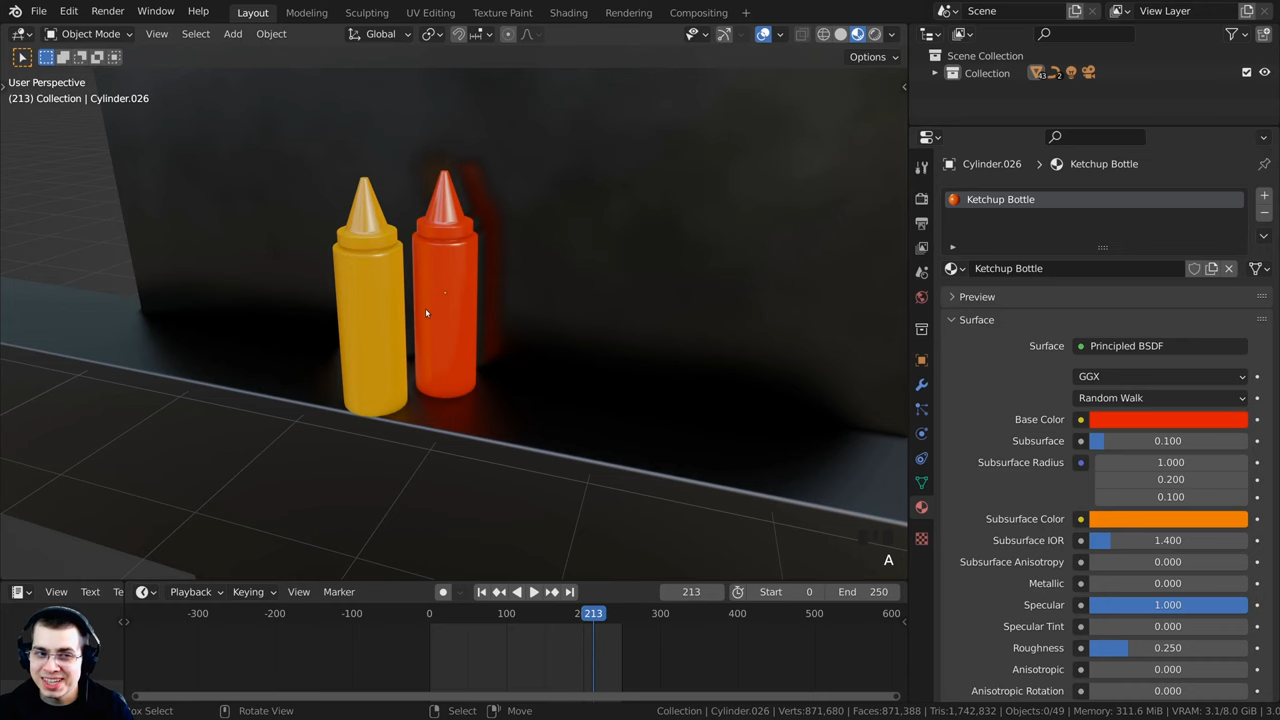 File Edit Render Window Help Layout Modeling Sculpting UV Editing Texture Paint Shading Rendering Compositing Scene View Layer
Object Mode View Select Add Object Global
Options
User Perspective
(213) Collection | Cylinder.026
Scene Collection
Collection 43 2
Cylinder.026 Ketchup Bottle
Ketchup Bottle
Ketchup Bottle
Preview
Surface
Surface Principled BSDF
GGX
Random Walk
Base Color
Subsurface 0.100
Subsurface Radius 1.000
0.200
0.100
Subsurface Color
Subsurface IOR 1.400
Subsurface Anisotropy 0.000
Metallic 0.000
Specular 1.000
Specular Tint 0.000
Roughness 0.250
Anisotropic 0.000
Anisotropic Rotation 0.000
A
View Text Playback Keying View Marker 213 Start 0 End 250
-300 -200 -100 0 100 213 300 400 500 600
Rotate View Select Move Collection | Cylinder.026 Verts:871,680 Faces:871,388 Tris:1,742,832 Objects:0/49 Memory: 311.6 MiB VRAM: 3.1/8.0 GiB